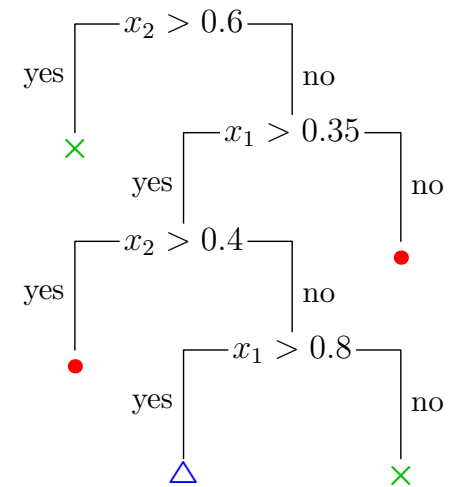 x₂ > 0.6
yes
no
x₁ > 0.35
yes
no
x₂ > 0.4
yes
no
x₁ > 0.8
yes
no